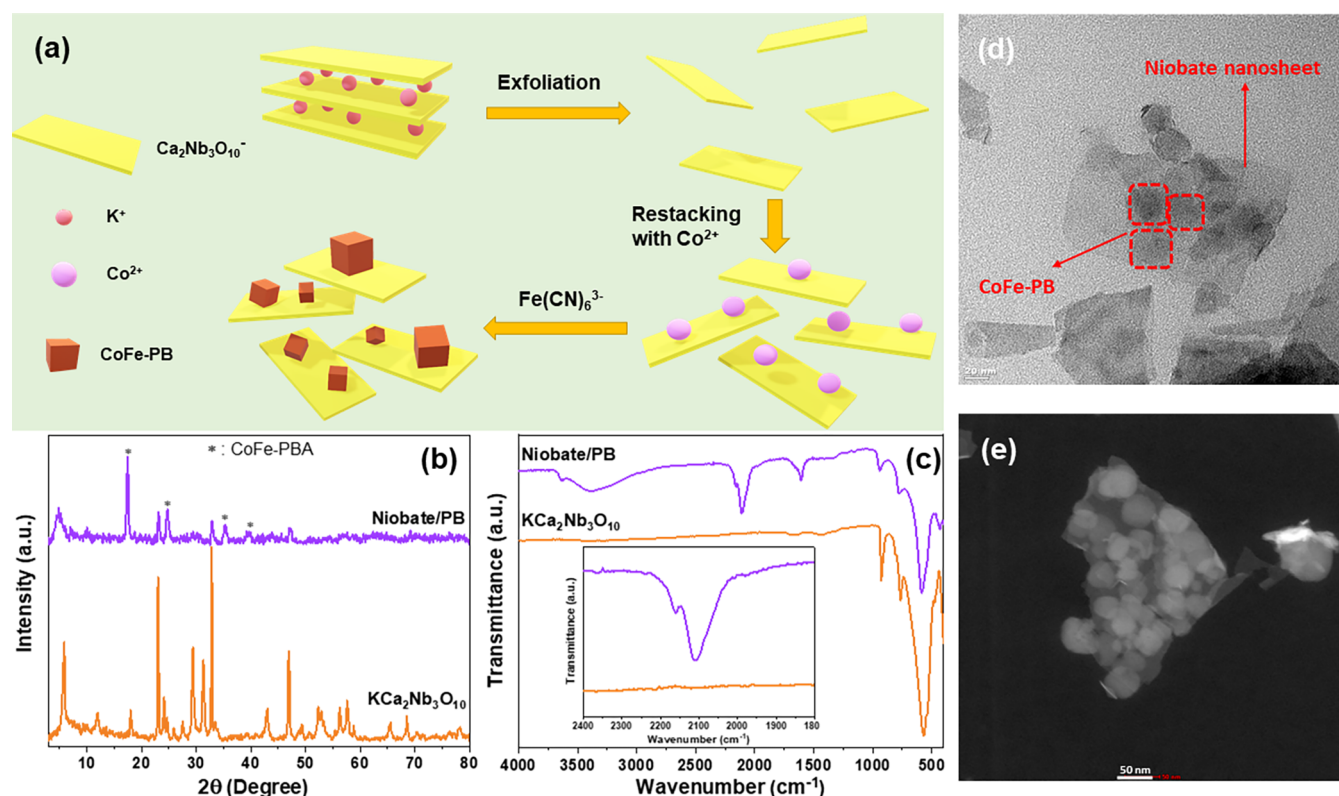 (a)
Exfoliation
Ca₂Nb₃O₁₀⁻
K⁺
Co²⁺
CoFe-PB
Restacking
with Co²⁺
Fe(CN)₆³⁻
(b)
* : CoFe-PBA
Niobate/PB
KCa₂Nb₃O₁₀
Intensity (a.u.)
10 20 30 40 50 60 70 80
2θ (Degree)
(c)
Niobate/PB
KCa₂Nb₃O₁₀
Transmittance (a.u.)
Transmittance (a.u.)
2400 2300 2200 2100 2000 1900 180
Wavenumber (cm⁻¹)
4000 3500 3000 2500 2000 1500 1000 500
Wavenumber (cm⁻¹)
(d)
Niobate nanosheet
CoFe-PB
20 nm
(e)
50 nm